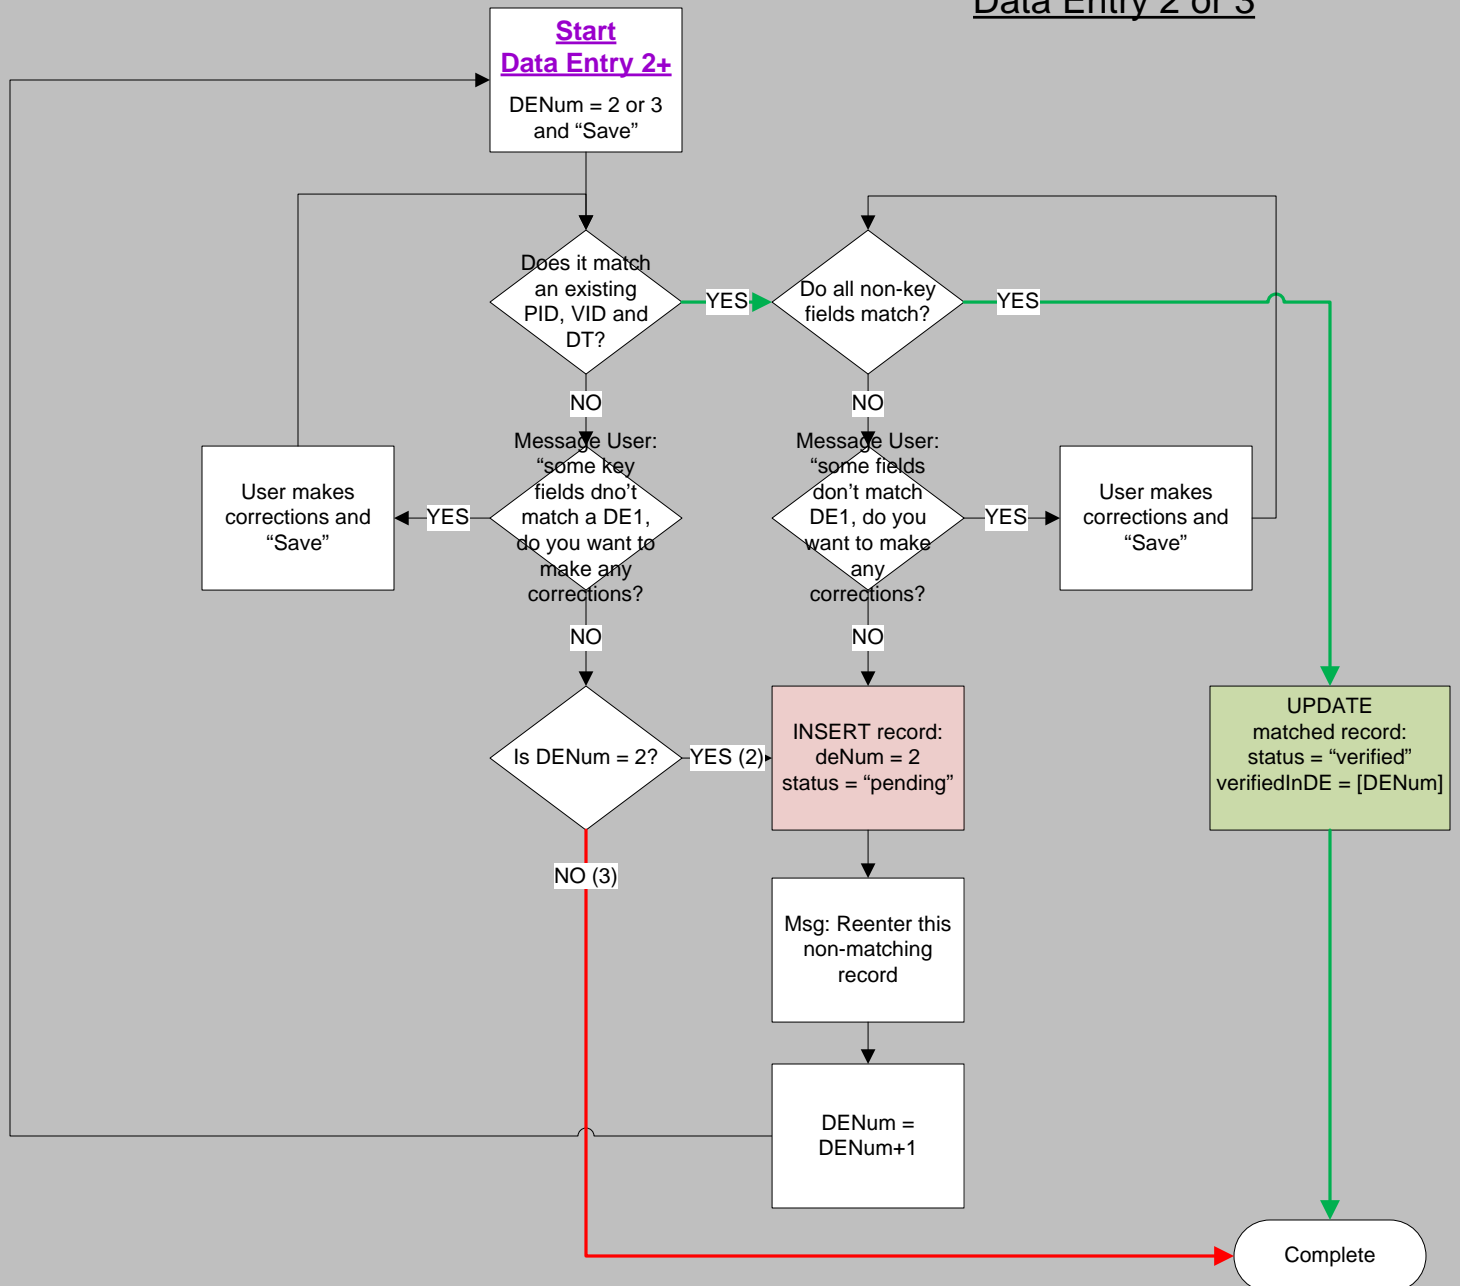 Data Entry 2 or 3
Start
Data Entry 2+
DENum = 2 or 3
and “Save”
Does it match
an existing
PID, VID and
DT?
YES
Do all non-key
fields match?
YES
NO
NO
User makes
corrections and
“Save”
YES
Message User:
“some key
fields dno’t
match a DE1,
do you want to
make any
corrections?
Message User:
“some fields
don’t match
DE1, do you
want to make
any
corrections?
YES
User makes
corrections and
“Save”
NO
NO
Is DENum = 2?
YES (2)
INSERT record:
deNum = 2
status = “pending”
UPDATE
matched record:
status = “verified”
verifiedInDE = [DENum]
NO (3)
Msg: Reenter this
non-matching
record
DENum =
DENum+1
Complete